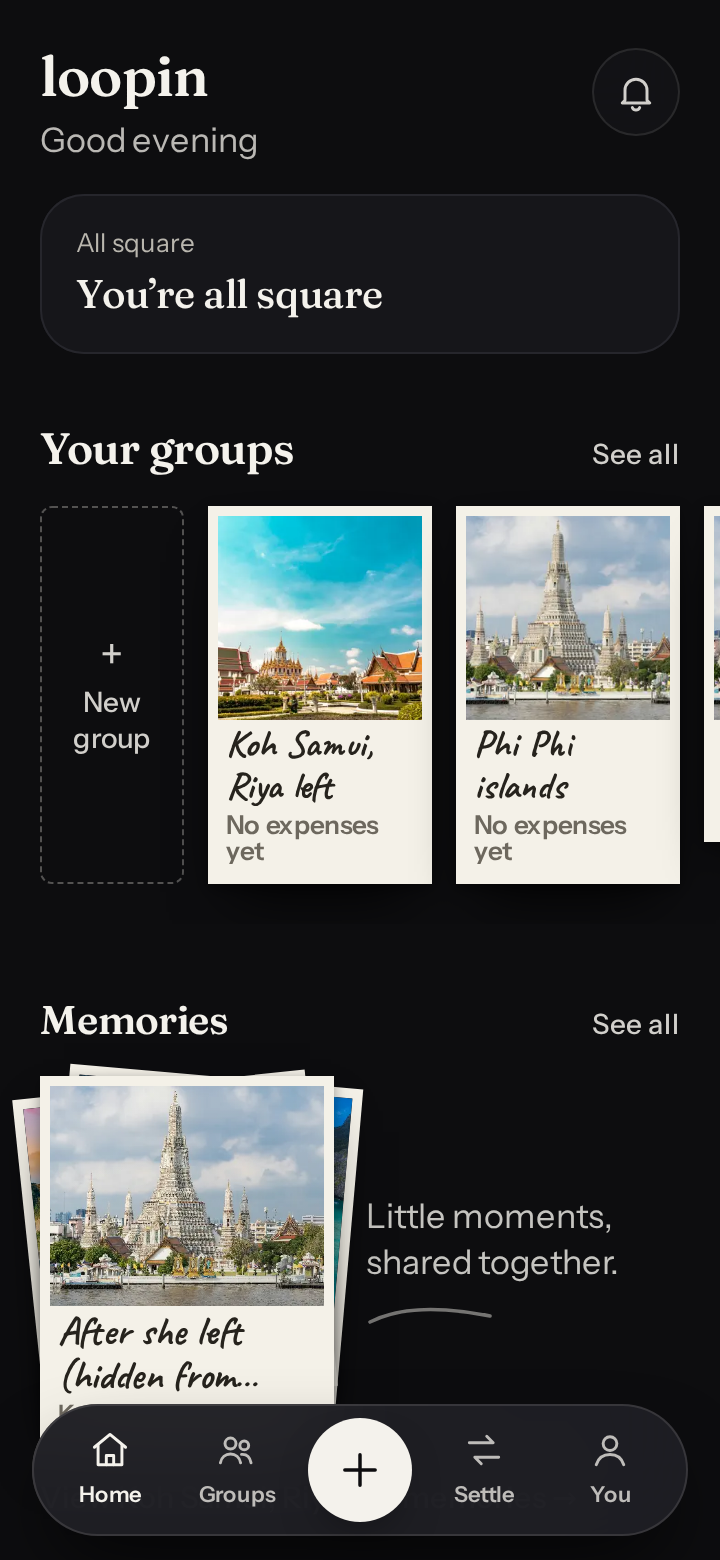 loopin
Good evening
All square
You’re all square
Your groups
See all
+
New
group
Koh Samui,
Riya left
No expenses
yet
Phi Phi
islands
No expenses
yet
Memories
See all
After she left
(hidden from...
Little moments,
shared together.
Home
Groups
Settle
You